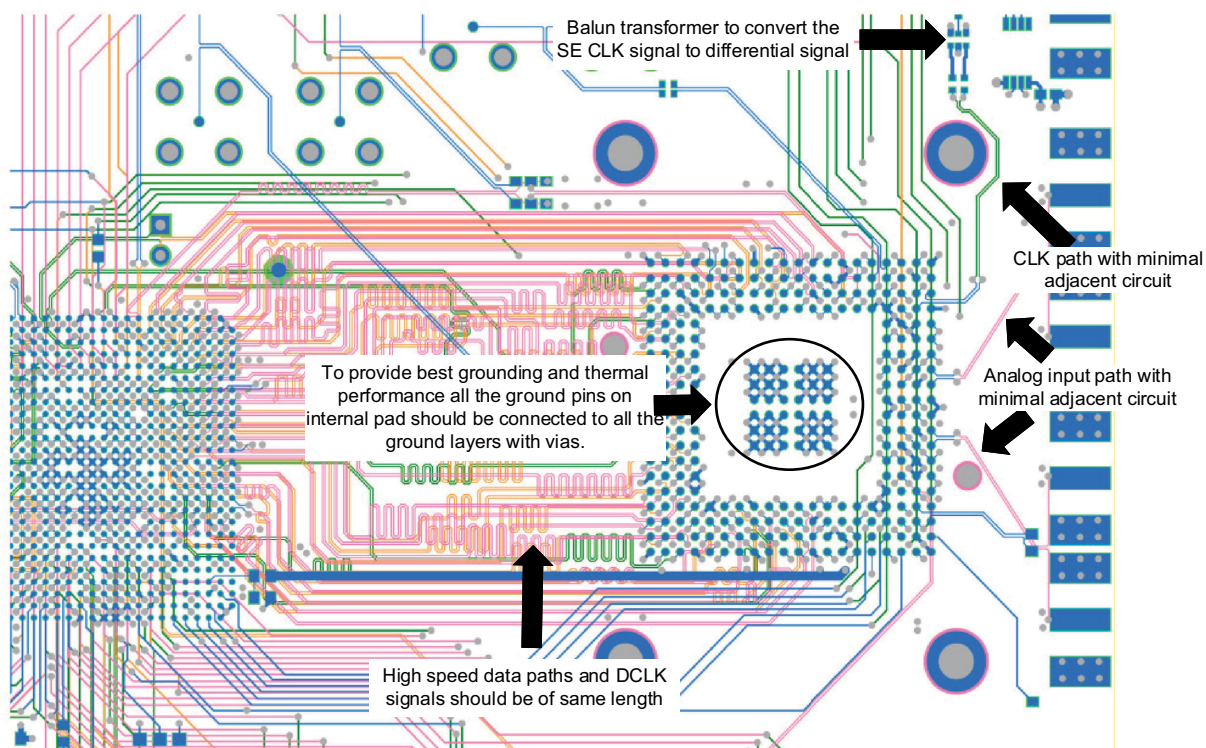 Balun transformer to convert the
SE CLK signal to differential signal
CLK path with minimal
adjacent circuit
To provide best grounding and thermal
performance all the ground pins on
internal pad should be connected to all the
ground layers with vias.
Analog input path with
minimal adjacent circuit
High speed data paths and DCLK
signals should be of same length